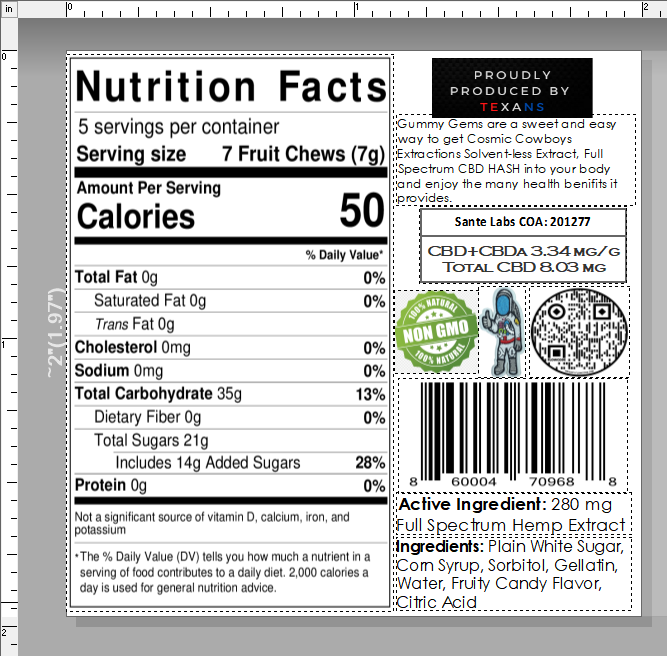 in
0
1
2
0
1
2
~2"(1.97")
Nutrition Facts
5 servings per container
Serving size 7 Fruit Chews (7g)
Amount Per Serving
Calories 50
% Daily Value*
Total Fat 0g 0%
Saturated Fat 0g 0%
Trans Fat 0g
Cholesterol 0mg 0%
Sodium 0mg 0%
Total Carbohydrate 35g 13%
Dietary Fiber 0g 0%
Total Sugars 21g
Includes 14g Added Sugars 28%
Protein 0g 0%
Not a significant source of vitamin D, calcium, iron, and
potassium
*The % Daily Value (DV) tells you how much a nutrient in a
serving of food contributes to a daily diet. 2,000 calories a
day is used for general nutrition advice.
PROUDLY
PRODUCED BY
TEXANS
Gummy Gems are a sweet and easy
way to get Cosmic Cowboys
Extractions Solvent-less Extract, Full
Spectrum CBD HASH into your body
and enjoy the many health benifits it
provides.
Sante Labs COA: 201277
CBD+CBDa 3.34 mg/g
Total CBD 8.03 mg
100% NATURAL
NON GMO
100% NATURAL
8 60004 70968 8
Active Ingredient: 280 mg
Full Spectrum Hemp Extract
Ingredients: Plain White Sugar,
Corn Syrup, Sorbitol, Gellatin,
Water, Fruity Candy Flavor,
Citric Acid